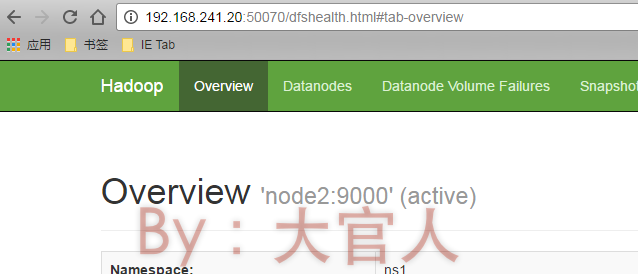 192.168.241.20:50070/dfshealth.html#tab-overview
应用 书签 IE Tab
Hadoop Overview Datanodes Datanode Volume Failures Snapshot
Overview 'node2:9000' (active)
By：大官人
Namespace: ns1